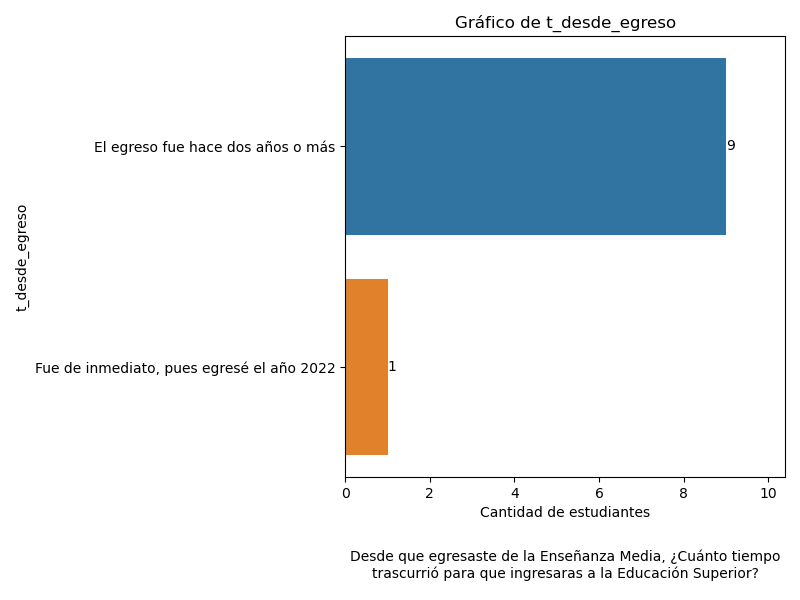 Gráfico de t_desde_egreso
t_desde_egreso
El egreso fue hace dos años o más
9
Fue de inmediato, pues egresé el año 2022
1
0 2 4 6 8 10
Cantidad de estudiantes
Desde que egresaste de la Enseñanza Media, ¿Cuánto tiempo
trascurrió para que ingresaras a la Educación Superior?